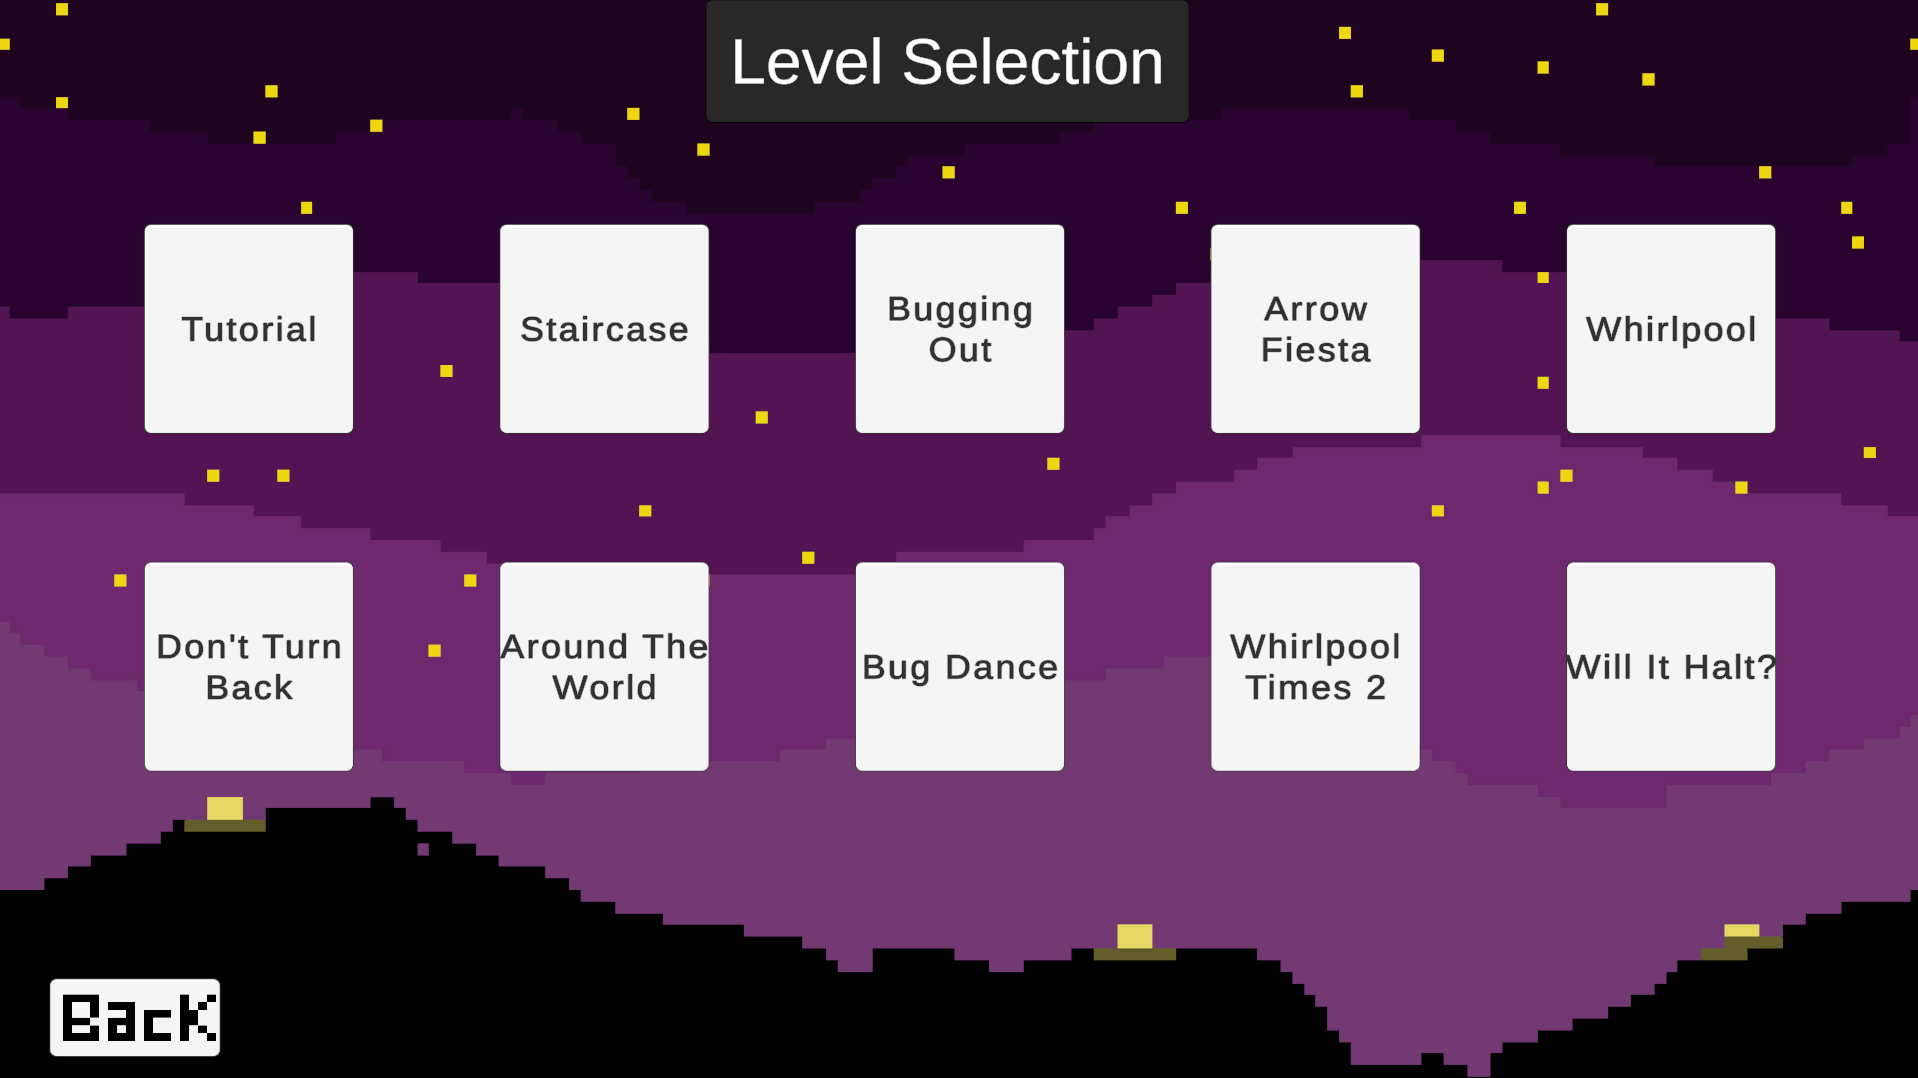 Level Selection
Tutorial
Staircase
Bugging
Out
Arrow
Fiesta
Whirlpool
Don't Turn
Back
Around The
World
Bug Dance
Whirlpool
Times 2
Will It Halt?
Back